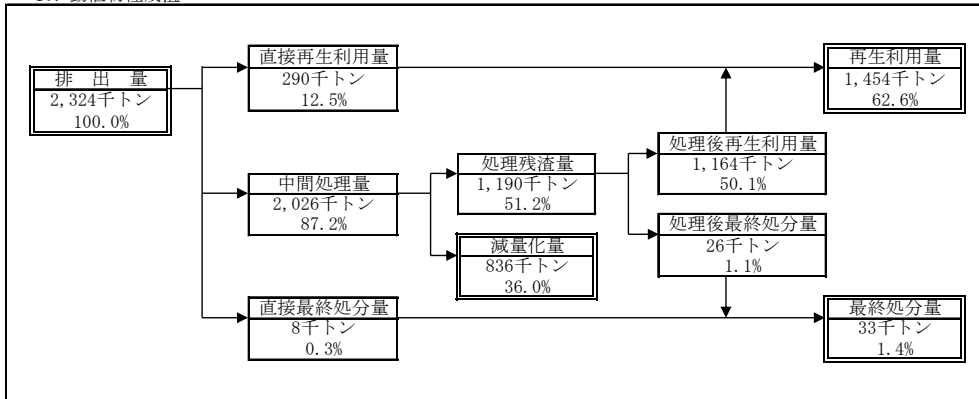 排 出 量
2,324千トン
100.0%
直接再生利用量
290千トン
12.5%
再生利用量
1,454千トン
62.6%
中間処理量
2,026千トン
87.2%
処理残渣量
1,190千トン
51.2%
処理後再生利用量
1,164千トン
50.1%
減量化量
836千トン
36.0%
処理後最終処分量
26千トン
1.1%
直接最終処分量
8千トン
0.3%
最終処分量
33千トン
1.4%